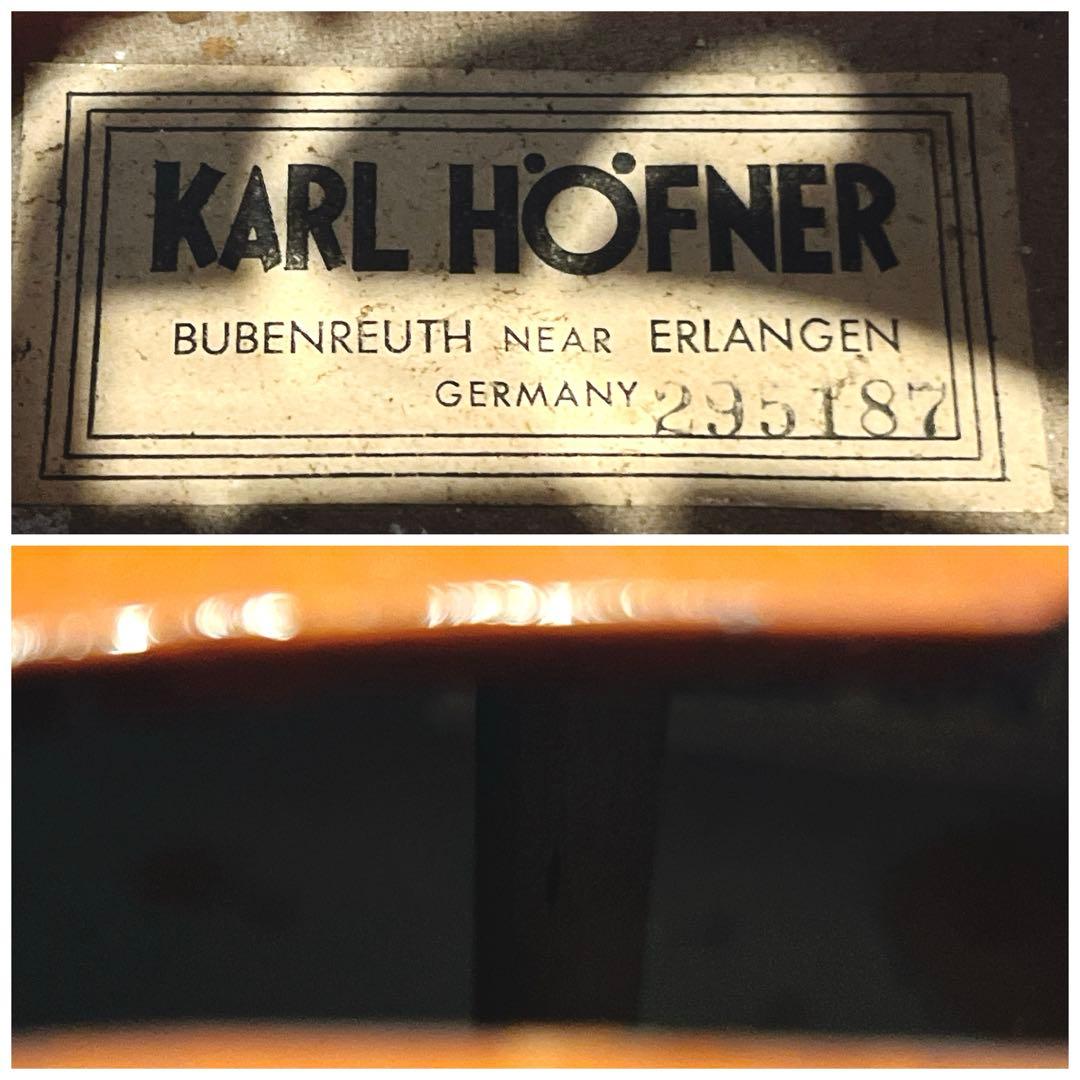 KARL HÖFNER
BUBENREUTH NEAR ERLANGEN
GERMANY 295187